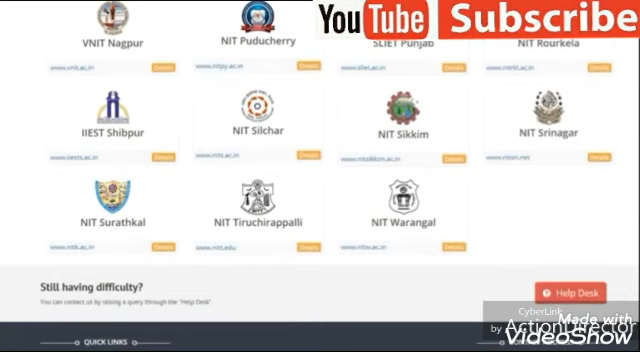 You Tube Subscribe
VNIT Nagpur
NIT Puducherry
SLIET Punjab
NIT Rourkela
www.vnit.ac.in Details
www.nitpy.ac.in Details
www.sliet.ac.in Details
www.nitrkl.ac.in Details
IIEST Shibpur
NIT Silchar
NIT Sikkim
NIT Srinagar
www.iiests.ac.in Details
www.nits.ac.in Details
www.nitsikkim.ac.in Details
www.nitsri.net Details
NIT Surathkal
NIT Tiruchirappalli
NIT Warangal
www.nitk.ac.in Details
www.nitt.edu Details
www.nitw.ac.in Details
Still having difficulty?
You can contact us by raising a query through the "Help Desk".
Help Desk
CyberLink
by ActionDirector
Made with
VideoShow
QUICK LINKS